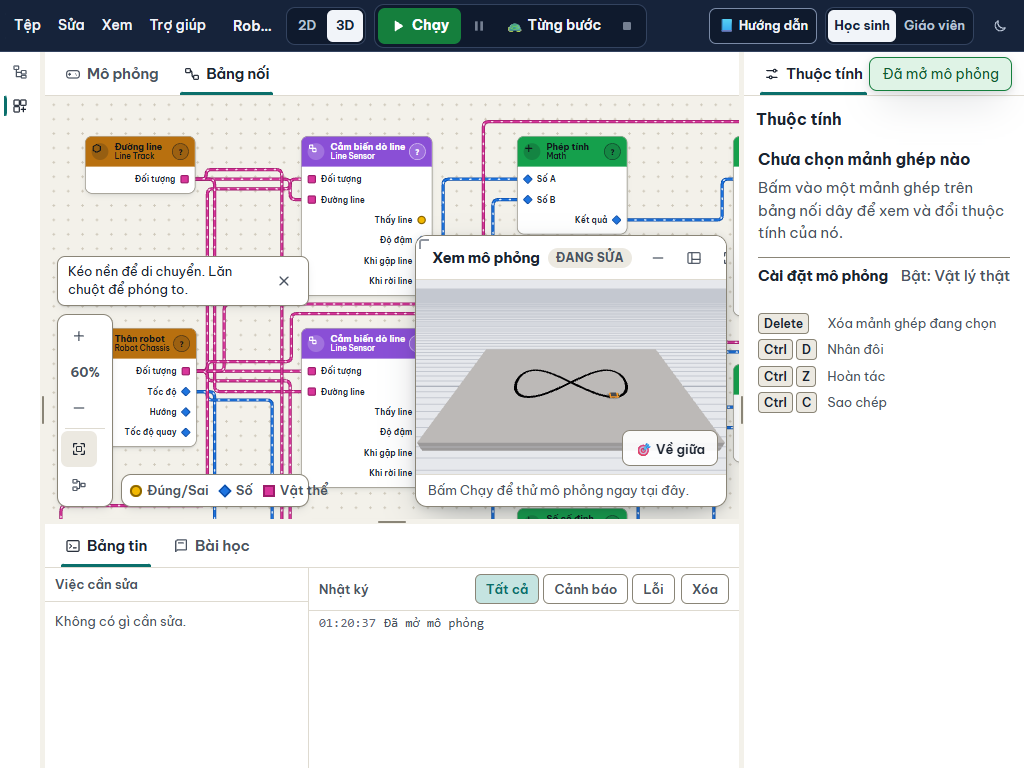 Tệp Sửa Xem Trợ giúp Rob... 2D 3D Chạy Từng bước Hướng dẫn Học sinh Giáo viên
Mô phỏng Bảng nối
Thuộc tính Đã mở mô phỏng
Thuộc tính
Chưa chọn mảnh ghép nào
Bấm vào một mảnh ghép trên
bảng nối dây để xem và đổi thuộc
tính của nó.
Cài đặt mô phỏng Bật: Vật lý thật
Delete Xóa mảnh ghép đang chọn
Ctrl D Nhân đôi
Ctrl Z Hoàn tác
Ctrl C Sao chép
Đường line
Line Track
?
Đối tượng
Cảm biến dò line
Line Sensor
?
Đối tượng
Đường line
Thấy line
Độ đậm
Khi gặp line
Khi rời line
Phép tính
Math
?
Số A
Số B
Kết quả
Kéo nền để di chuyển. Lăn
chuột để phóng to.
60%
Thân robot
Robot Chassis
?
Đối tượng
Tốc độ
Hướng
Tốc độ quay
Cảm biến dò line
Line Sensor
Đối tượng
Đường line
Thấy line
Độ đậm
Khi gặp line
Khi rời line
Đúng/Sai Số Vật thể
Xem mô phỏng ĐANG SỬA
Về giữa
Bấm Chạy để thử mô phỏng ngay tại đây.
Bảng tin Bài học
Việc cần sửa
Không có gì cần sửa.
Nhật ký Tất cả Cảnh báo Lỗi Xóa
01:20:37 Đã mở mô phỏng